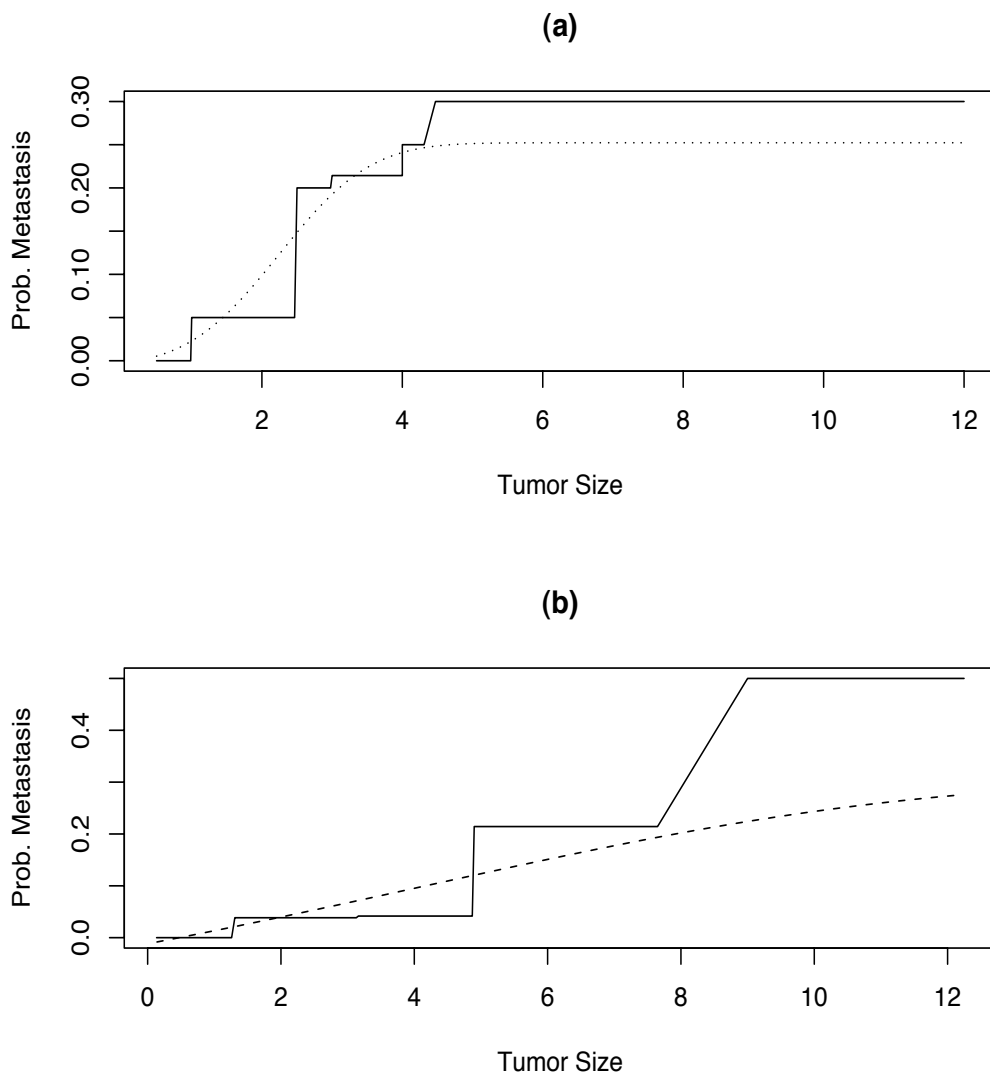 (a)
Prob. Metastasis
0.00 0.10 0.20 0.30
2 4 6 8 10 12
Tumor Size
(b)
Prob. Metastasis
0.0 0.2 0.4
0 2 4 6 8 10 12
Tumor Size